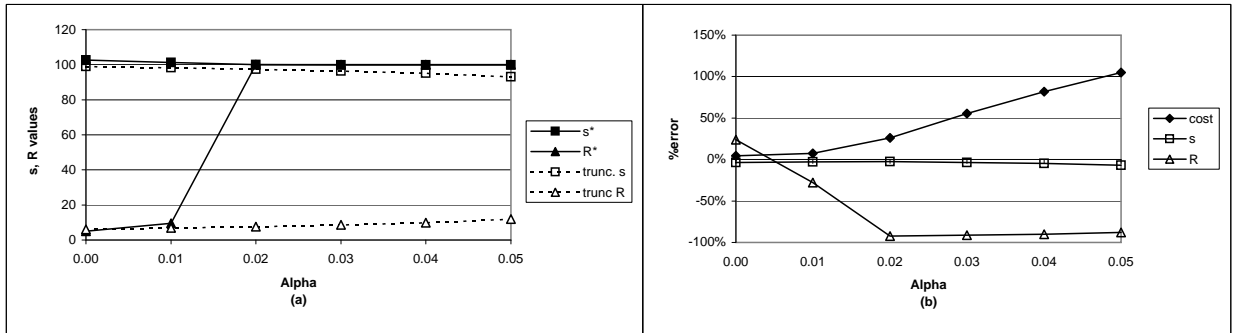 120
100
80
60
40
20
0
s, R values
0.00 0.01 0.02 0.03 0.04 0.05
Alpha
(a)
s*
R*
trunc. s
trunc R
150%
100%
50%
0%
-50%
-100%
%error
0.00 0.01 0.02 0.03 0.04 0.05
Alpha
(b)
cost
s
R